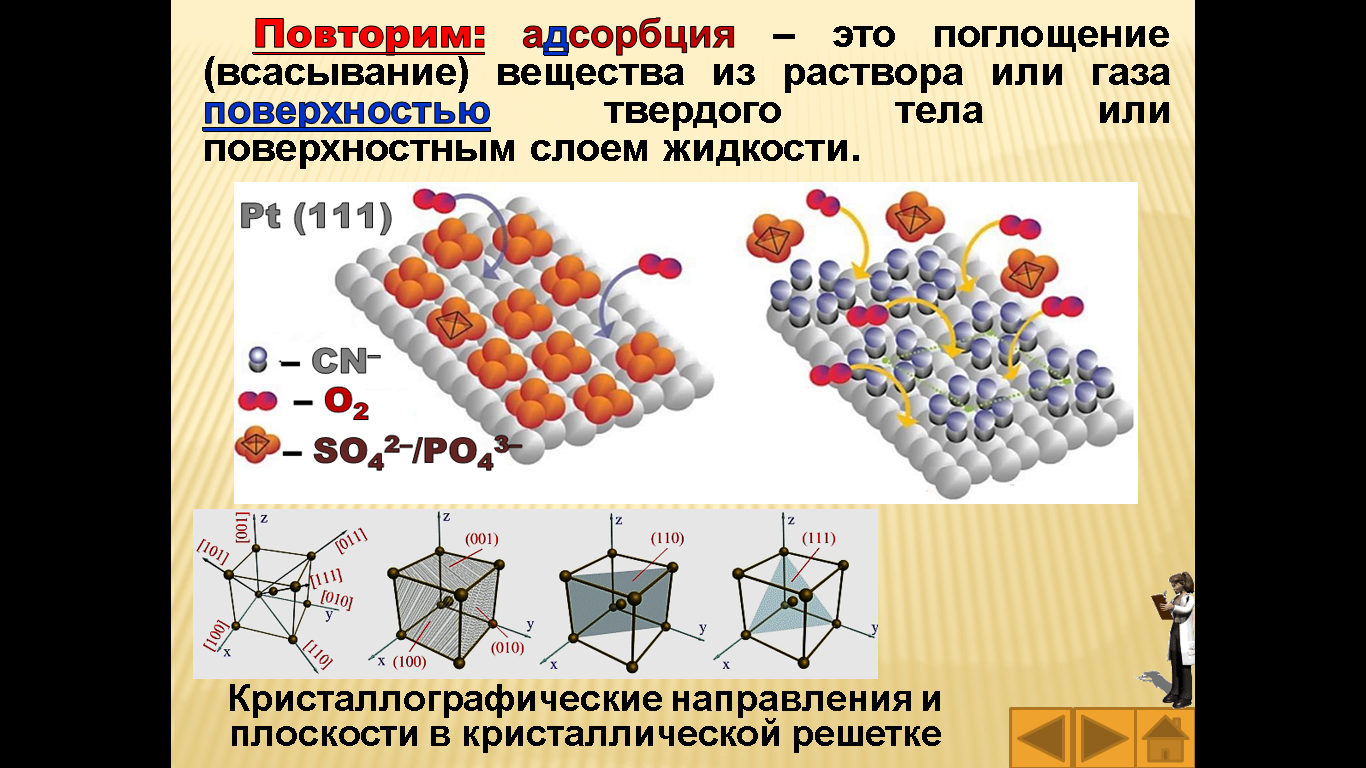 Повторим: адсорбция – это поглощение
(всасывание) вещества из раствора или газа
поверхностью твердого тела или
поверхностным слоем жидкости.
Pt (111)
– CN⁻
– O₂
– SO₄²⁻/PO₄³⁻
[001]
z
[011]
[101]
[111]
[010]
y
[100]
x
[110]
z
(001)
y
(010)
x (100)
z
(110)
y
x
z
(111)
y
x
Кристаллографические направления и
плоскости в кристаллической решетке